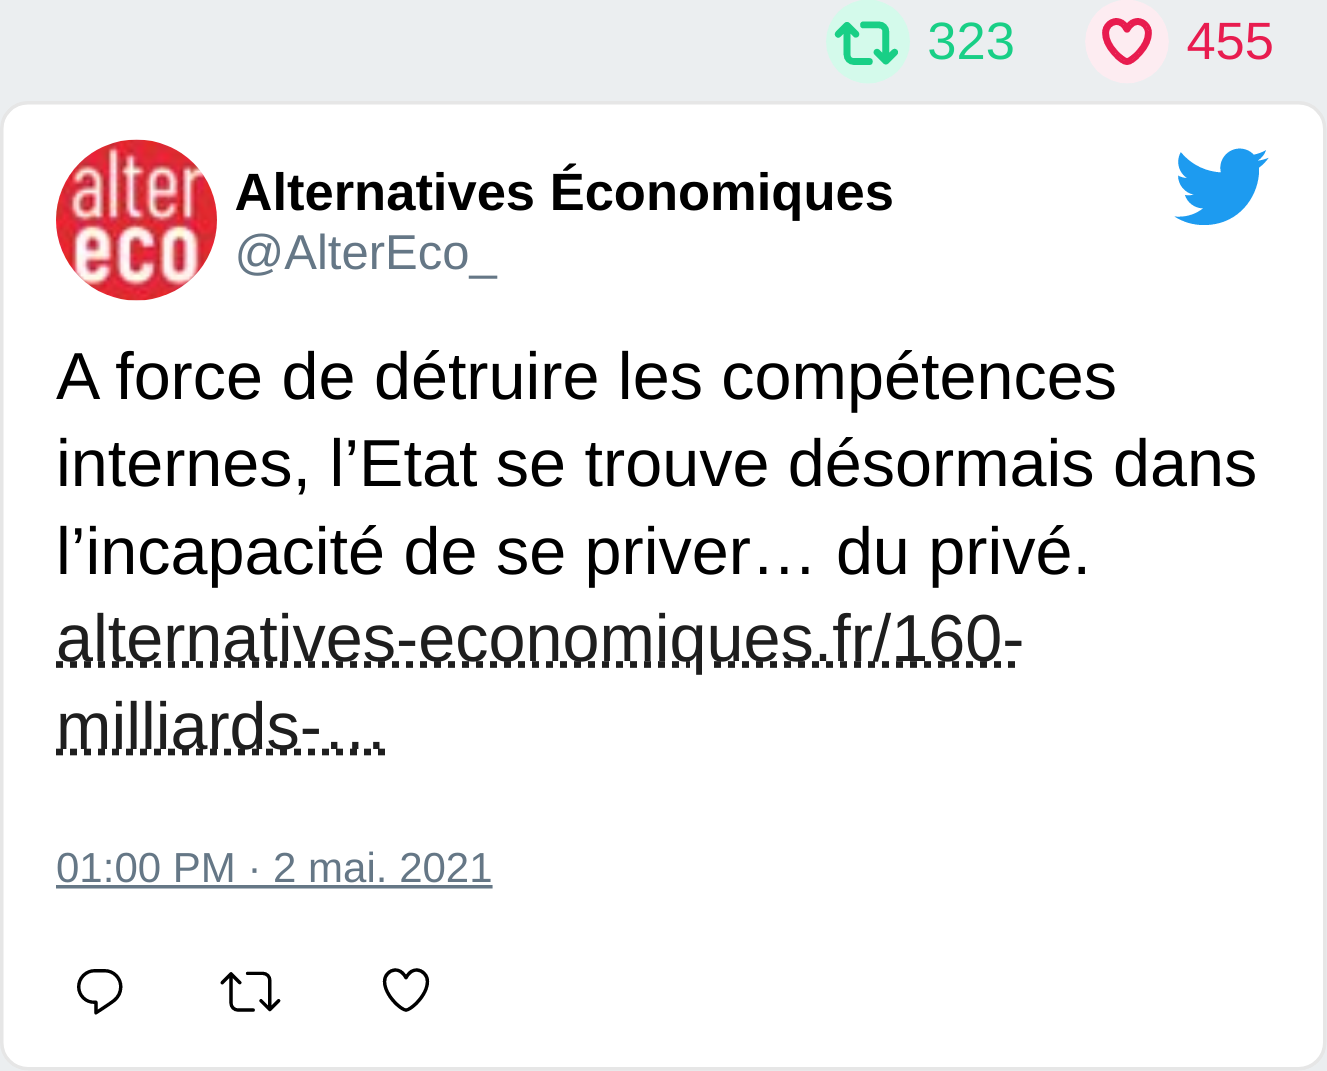 323 455
alter
eco
Alternatives Économiques
@AlterEco_
A force de détruire les compétences
internes, l’Etat se trouve désormais dans
l’incapacité de se priver… du privé.
alternatives-economiques.fr/160-
milliards-…
01:00 PM · 2 mai. 2021